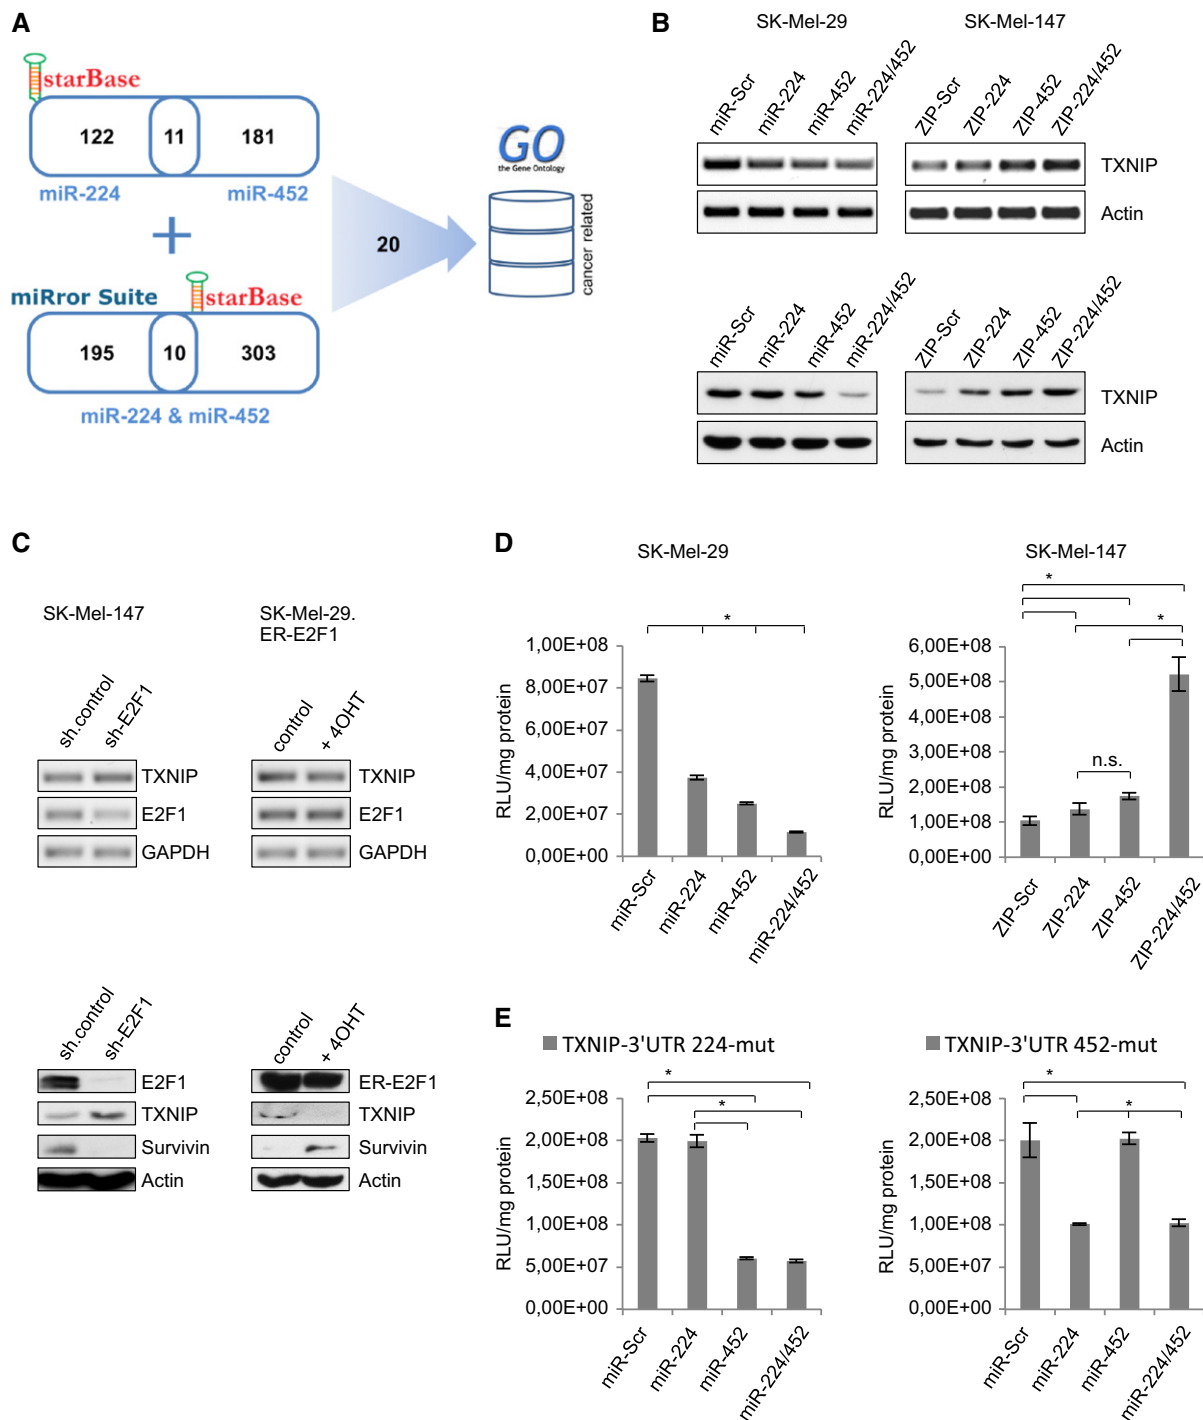 A
starBase
122
11
181
miR-224
miR-452
+
miRror Suite
starBase
195
10
303
miR-224 & miR-452
20
GO
the Gene Ontology
cancer related
B
SK-Mel-29
SK-Mel-147
miR-Scr
miR-224
miR-452
miR-224/452
ZIP-Scr
ZIP-224
ZIP-452
ZIP-224/452
TXNIP
Actin
miR-Scr
miR-224
miR-452
miR-224/452
ZIP-Scr
ZIP-224
ZIP-452
ZIP-224/452
TXNIP
Actin
C
SK-Mel-147
SK-Mel-29.
ER-E2F1
sh.control
sh-E2F1
control
+ 4OHT
TXNIP
E2F1
GAPDH
TXNIP
E2F1
GAPDH
sh.control
sh-E2F1
control
+ 4OHT
E2F1
TXNIP
Survivin
Actin
ER-E2F1
TXNIP
Survivin
Actin
D
SK-Mel-29
*
RLU/mg protein
1,00E+08
8,00E+07
6,00E+07
4,00E+07
2,00E+07
0,00E+00
miR-Scr
miR-224
miR-452
miR-224/452
SK-Mel-147
*
*
n.s.
RLU/mg protein
6,00E+08
5,00E+08
4,00E+08
3,00E+08
2,00E+08
1,00E+08
0,00E+00
ZIP-Scr
ZIP-224
ZIP-452
ZIP-224/452
E
TXNIP-3'UTR 224-mut
*
*
RLU/mg protein
2,50E+08
2,00E+08
1,50E+08
1,00E+08
5,00E+07
0,00E+00
miR-Scr
miR-224
miR-452
miR-224/452
TXNIP-3'UTR 452-mut
*
*
RLU/mg protein
2,50E+08
2,00E+08
1,50E+08
1,00E+08
5,00E+07
0,00E+00
miR-Scr
miR-224
miR-452
miR-224/452